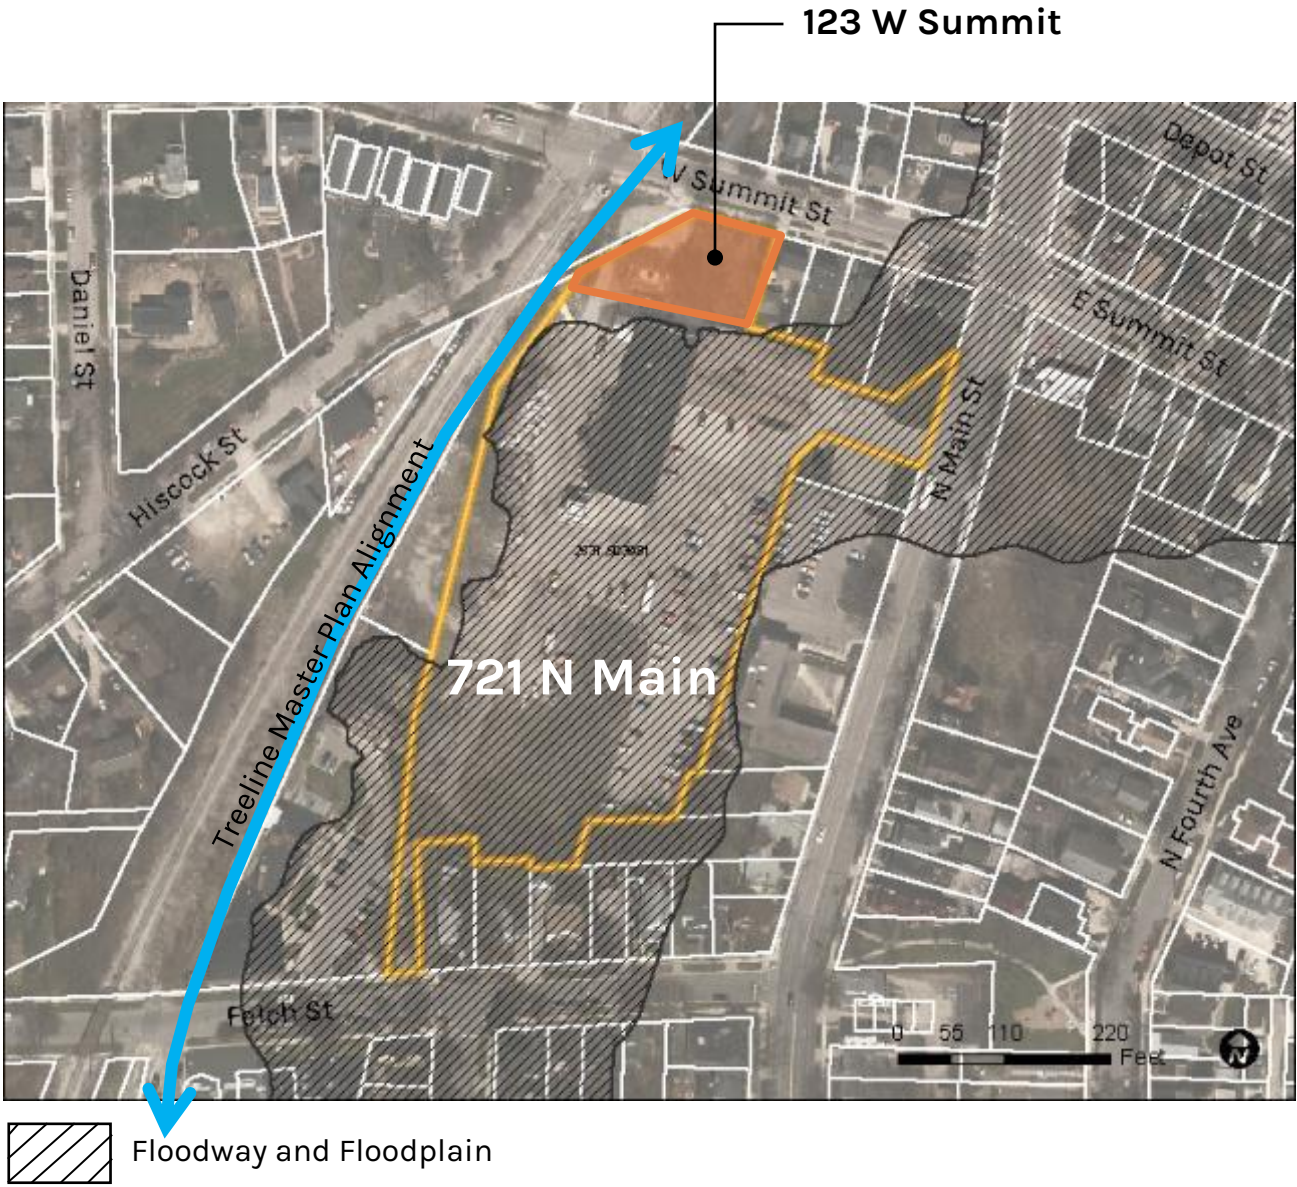 123 W Summit
Depot St
W Summit St
Daniel St
E Summit St
Hiscock St
N Main St
Treeline Master Plan Alignment
721 N Main
N Fourth Ave
Felch St
0 55 110 220
Feet
N
Floodway and Floodplain